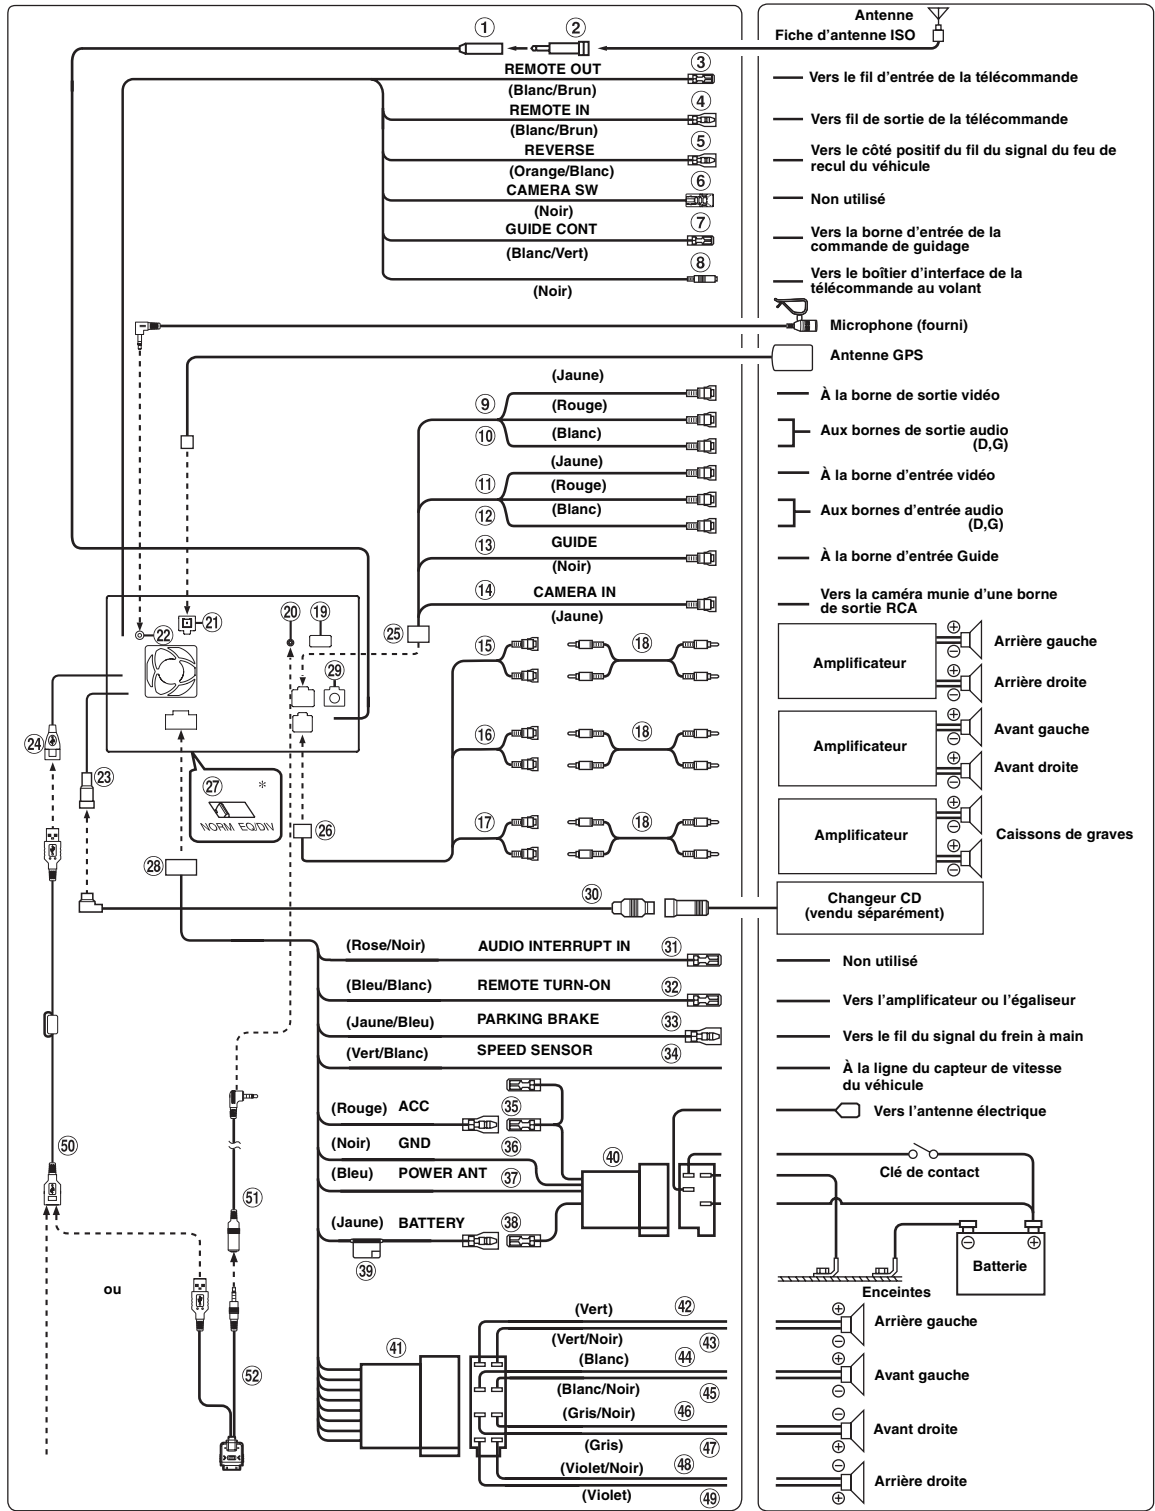 Antenne
Fiche d'antenne ISO
1
2
REMOTE OUT
3
(Blanc/Brun)
Vers le fil d'entrée de la télécommande
REMOTE IN
4
(Blanc/Brun)
Vers fil de sortie de la télécommande
REVERSE
5
(Orange/Blanc)
Vers le côté positif du fil du signal du feu de
recul du véhicule
CAMERA SW
6
(Noir)
Non utilisé
GUIDE CONT
7
(Blanc/Vert)
Vers la borne d'entrée de la
commande de guidage
8
(Noir)
Vers le boîtier d'interface de la
télécommande au volant
Microphone (fourni)
Antenne GPS
(Jaune)
À la borne de sortie vidéo
9
(Rouge)
10
(Blanc)
Aux bornes de sortie audio
(D,G)
(Jaune)
À la borne d'entrée vidéo
11
(Rouge)
12
(Blanc)
Aux bornes d'entrée audio
(D,G)
13
GUIDE
(Noir)
À la borne d'entrée Guide
14
CAMERA IN
(Jaune)
Vers la caméra munie d'une borne
de sortie RCA
22
21
20
19
25
29
15
18
Amplificateur
+
−
Arrière gauche
+
−
Arrière droite
16
18
Amplificateur
+
−
Avant gauche
+
−
Avant droite
24
23
27
*
NORM EQ/DIV
26
17
18
Amplificateur
+
−
+
−
Caissons de graves
28
30
Changeur CD
(vendu séparément)
(Rose/Noir) AUDIO INTERRUPT IN
31
Non utilisé
(Bleu/Blanc) REMOTE TURN-ON
32
Vers l'amplificateur ou l'égaliseur
(Jaune/Bleu) PARKING BRAKE
33
Vers le fil du signal du frein à main
(Vert/Blanc) SPEED SENSOR
34
À la ligne du capteur de vitesse
du véhicule
(Rouge) ACC
35
Vers l'antenne électrique
(Noir) GND
36
40
Clé de contact
(Bleu) POWER ANT
37
(Jaune) BATTERY
38
39
−
+
Batterie
50
51
52
ou
Enceintes
41
(Vert)
42
(Vert/Noir)
43
+
−
Arrière gauche
(Blanc)
44
(Blanc/Noir)
45
+
−
Avant gauche
(Gris/Noir)
46
(Gris)
47
−
+
Avant droite
(Violet/Noir)
48
(Violet)
49
−
+
Arrière droite